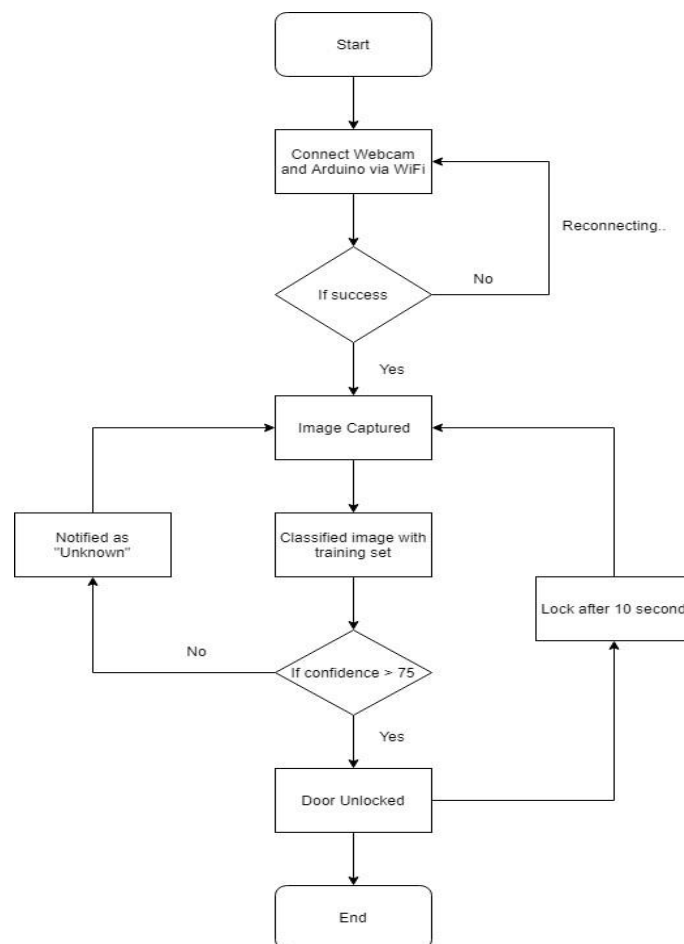 Start
Connect Webcam
and Arduino via WiFi
Reconnecting..
If success
No
Yes
Image Captured
Notified as
"Unknown"
Classified image with
training set
Lock after 10 second
No
If confidence > 75
Yes
Door Unlocked
End